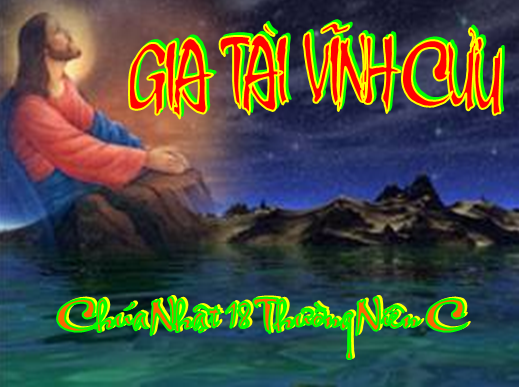 GIA TÀI VĨNH CỬU
Chúa Nhật 18 Thường Niên C